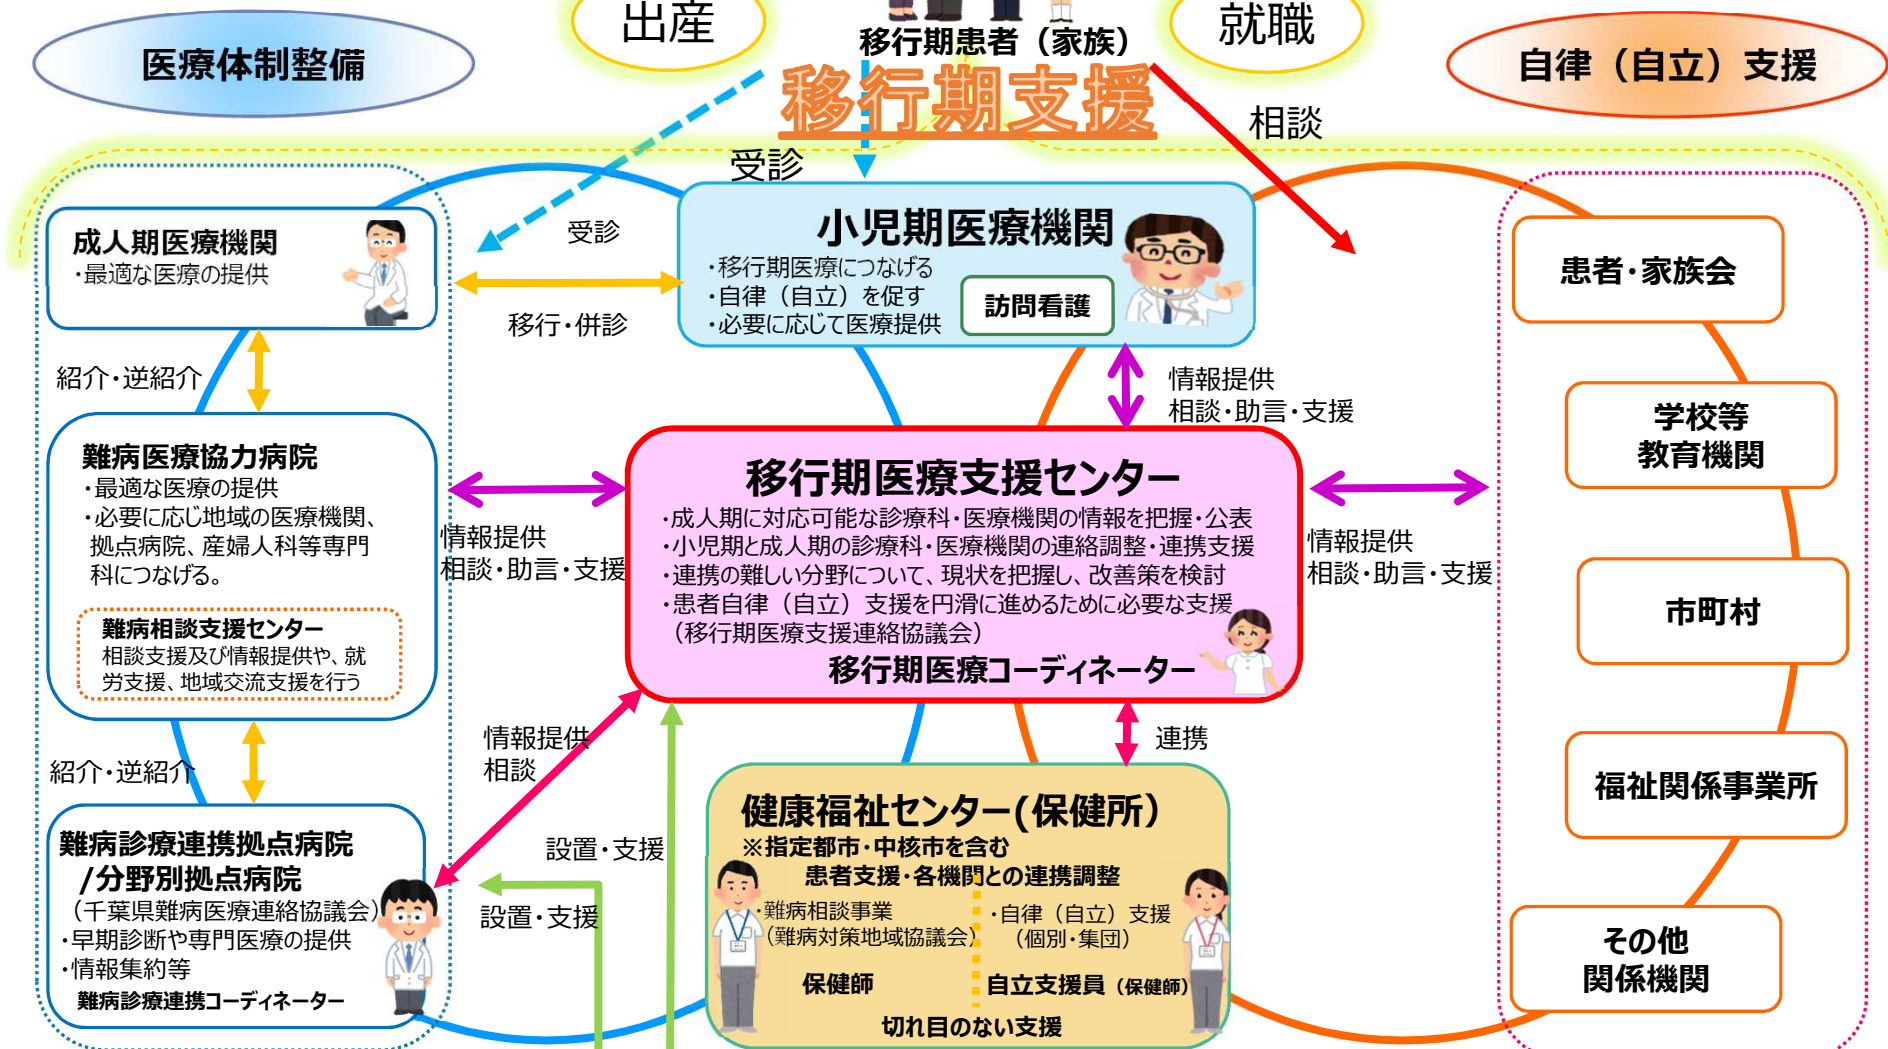 出産
就職
移行期患者（家族）
医療体制整備
自律（自立）支援
移行期支援
相談
受診
受診
成人期医療機関
・最適な医療の提供
小児期医療機関
・移行期医療につなげる
・自律（自立）を促す
・必要に応じて医療提供
訪問看護
移行・併診
紹介・逆紹介
情報提供
相談・助言・支援
難病医療協力病院
・最適な医療の提供
・必要に応じ地域の医療機関、
拠点病院、産婦人科等専門
科につなげる。
難病相談支援センター
相談支援及び情報提供や、就
労支援、地域交流支援を行う
情報提供
相談・助言・支援
移行期医療支援センター
・成人期に対応可能な診療科・医療機関の情報を把握・公表
・小児期と成人期の診療科・医療機関の連絡調整・連携支援
・連携の難しい分野について、現状を把握し、改善策を検討
・患者自律（自立）支援を円滑に進めるために必要な支援
（移行期医療支援連絡協議会）
移行期医療コーディネーター
情報提供
相談・助言・支援
患者・家族会
学校等
教育機関
市町村
福祉関係事業所
その他
関係機関
紹介・逆紹介
情報提供
相談
連携
設置・支援
設置・支援
難病診療連携拠点病院
/分野別拠点病院
（千葉県難病医療連絡協議会）
・早期診断や専門医療の提供
・情報集約等
難病診療連携コーディネーター
健康福祉センター(保健所）
※指定都市・中核市を含む
患者支援・各機関との連携調整
・難病相談事業
（難病対策地域協議会）
保健師
・自律（自立）支援
（個別・集団）
自立支援員（保健師）
切れ目のない支援